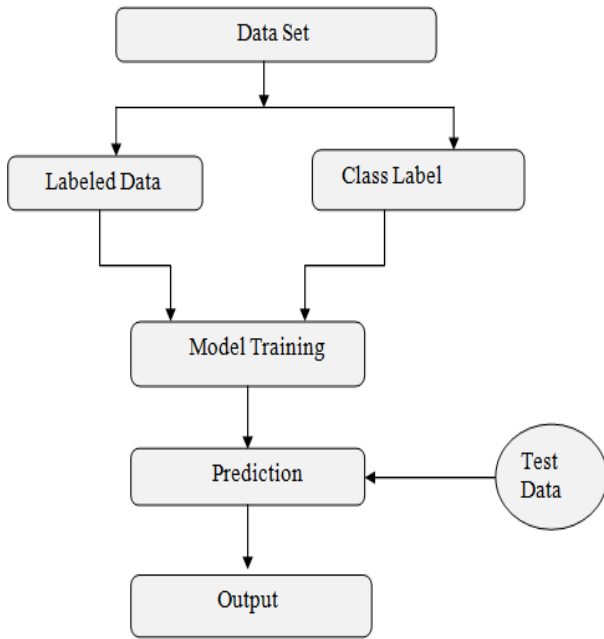 Data Set
Labeled Data
Class Label
Model Training
Prediction
Test
Data
Output